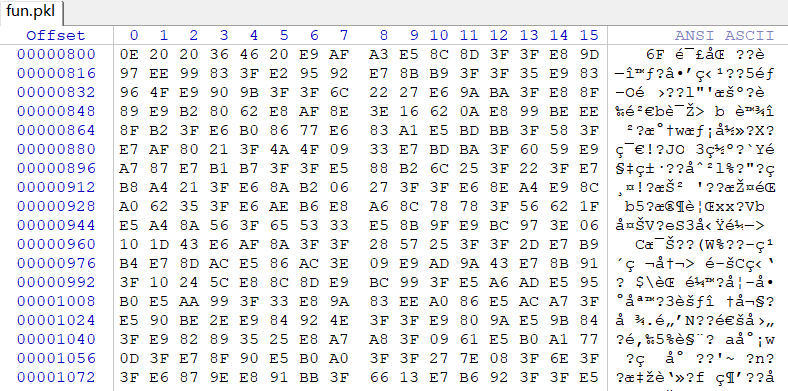 fun.pkl
Offset 0 1 2 3 4 5 6 7 8 9 10 11 12 13 14 15 ANSI ASCII
00000800 0E 20 20 36 46 20 E9 AF A3 E5 8C 8D 3F 3F E8 9D 6F é¯£åŒ ??è
00000816 97 EE 99 83 3F E2 95 92 E7 8B B9 3F 3F 35 E9 83 —î™ƒ?â•’ç‹¹??5éƒ
00000832 96 4F E9 90 9B 3F 3F 6C 22 27 E6 9A BA 3F E8 8F –Oé ›??l"'æšº?è
00000848 89 E9 B2 80 62 E8 AF 8E 3E 16 62 0A E8 99 BE EE ‰é²€bè¯Ž> b è™¾î
00000864 8F B2 3F E6 B0 86 77 E6 83 A1 E5 BD BB 3F 58 3F ²?æ°†wæƒ¡å½»?X?
00000880 E7 AF 80 21 3F 4A 4F 09 33 E7 BD BA 3F 60 59 E9 ç¯€!?JO 3ç½º?`Yé
00000896 A7 87 E7 B1 B7 3F 3F E5 88 B2 6C 25 3F 22 3F E7 §‡ç±·??åˆ²l%?"?ç
00000912 B8 A4 21 3F E6 8A B2 06 27 3F 3F E6 8E A4 E9 8C ¸¤!?æŠ² '??æŽ¤éŒ
00000928 A0 62 35 3F E6 AE B6 E8 A6 8C 78 78 3F 56 62 1F b5?æ®¶è¦Œxx?Vb
00000944 E5 A4 8A 56 3F 65 53 33 E5 8B 9F E9 BC 97 3E 06 å¤ŠV?eS3å‹Ÿé¼—>
00000960 10 1D 43 E6 AF 8A 3F 3F 28 57 25 3F 3F 2D E7 B9 Cæ¯Š??(W%??-ç¹
00000976 B4 E7 8D AC E5 86 AC 3E 09 E9 AD 9A 43 E7 8B 91 ´ç ¬å†¬> é­šCç‹‘
00000992 3F 10 24 5C E8 8C 8D E9 BC 99 3F E5 A6 AD E5 95 ? $\èŒ é¼™?å¦­å•
00001008 B0 E5 AA 99 3F 33 E8 9A 83 EE A0 86 E5 AC A7 3F °åª™?3èšƒî †å¬§?
00001024 E5 90 BE 2E E9 84 92 4E 3F 3F E9 80 9A E5 9B 84 å ¾.é„’N??é€šå›„
00001040 3F E9 82 89 35 25 E8 A7 A8 3F 09 61 E5 B0 A1 77 ?é‚‰5%è§¨? aå°¡w
00001056 0D 3F E7 8F 90 E5 B0 A0 3F 3F 27 7E 08 3F 6E 3F ?ç å° ??'~ ?n?
00001072 3F E6 87 9E E8 91 BB 3F 66 13 E7 B6 92 3F 3F E5 ?æ‡žè‘»?f ç¶’??å